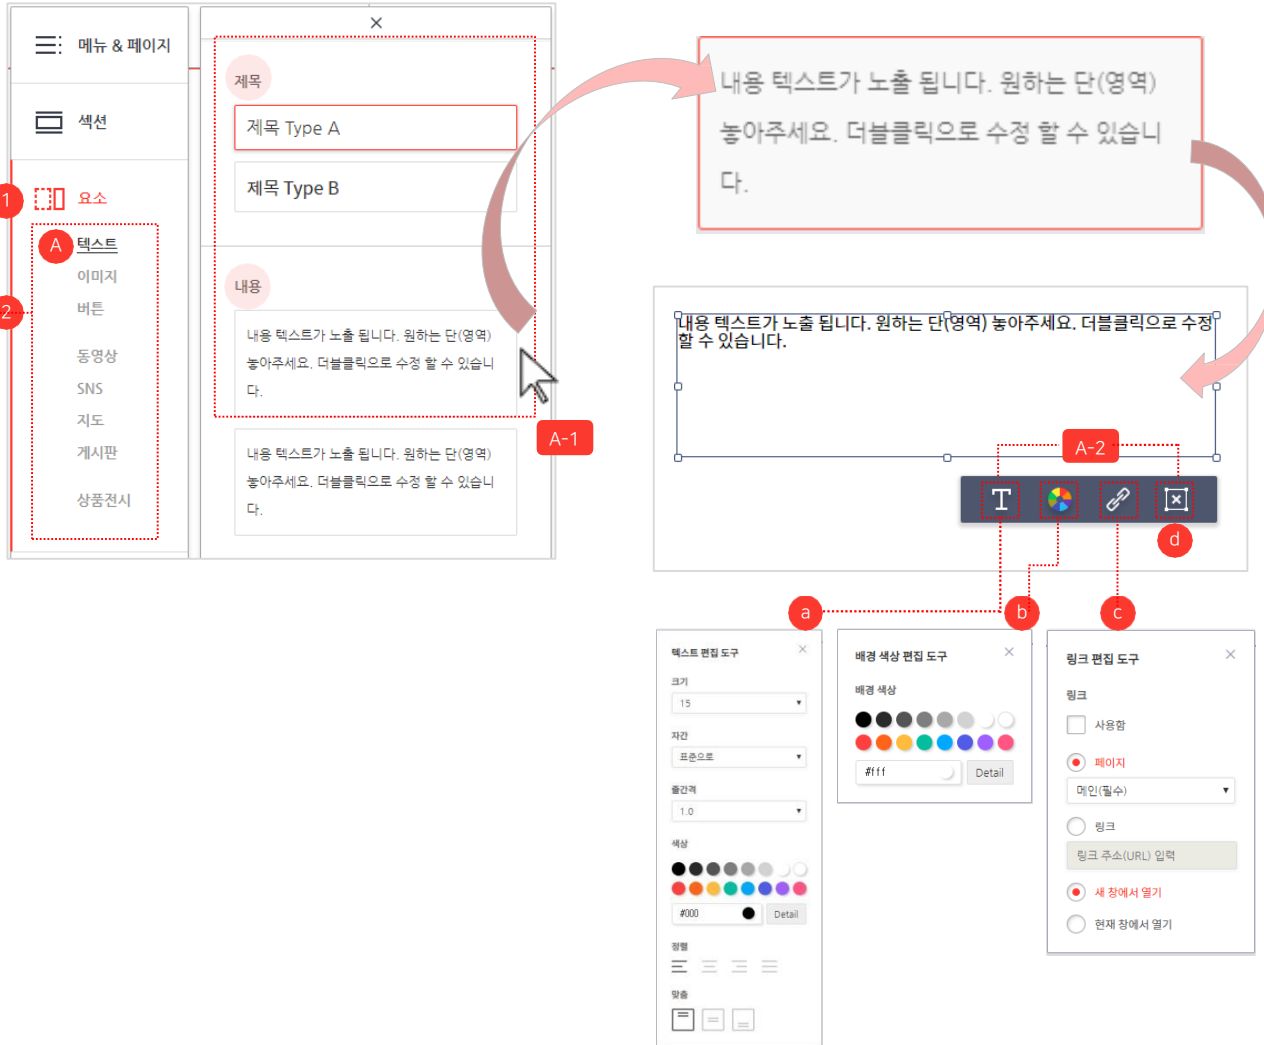 메뉴 & 페이지
섹션
1
요소
2
A
텍스트
이미지
버튼
동영상
SNS
지도
게시판
상품전시
제목
제목 Type A
제목 Type B
내용
내용 텍스트가 노출 됩니다. 원하는 단(영역)
놓아주세요. 더블클릭으로 수정 할 수 있습니
다.
A-1
내용 텍스트가 노출 됩니다. 원하는 단(영역)
놓아주세요. 더블클릭으로 수정 할 수 있습니
다.
내용 텍스트가 노출 됩니다. 원하는 단(영역)
놓아주세요. 더블클릭으로 수정 할 수 있습니
다.
내용 텍스트가 노출 됩니다. 원하는 단(영역) 놓아주세요. 더블클릭으로 수정
할 수 있습니다.
A-2
T
d
a
b
c
텍스트 편집 도구
크기
15
자간
표준으로
줄간격
1.0
색상
#000
Detail
정렬
맞춤
배경 색상 편집 도구
배경 색상
#fff
Detail
링크 편집 도구
링크
사용함
페이지
메인(필수)
링크
링크 주소(URL) 입력
새 창에서 열기
현재 창에서 열기